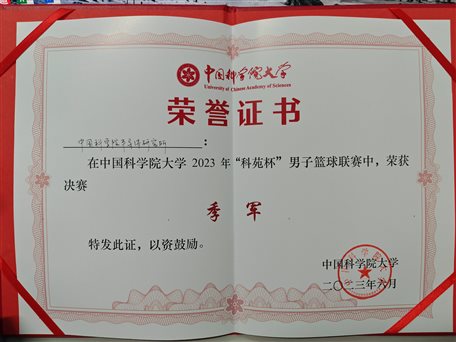 中国科学院大学
University of Chinese Academy of Sciences
荣誉证书
中国科学院半导体研究所：
在中国科学院大学 2023 年“科苑杯”男子篮球联赛中，荣获
决赛
季 军
特发此证，以资鼓励。
中国科学院大学
二〇二三年六月